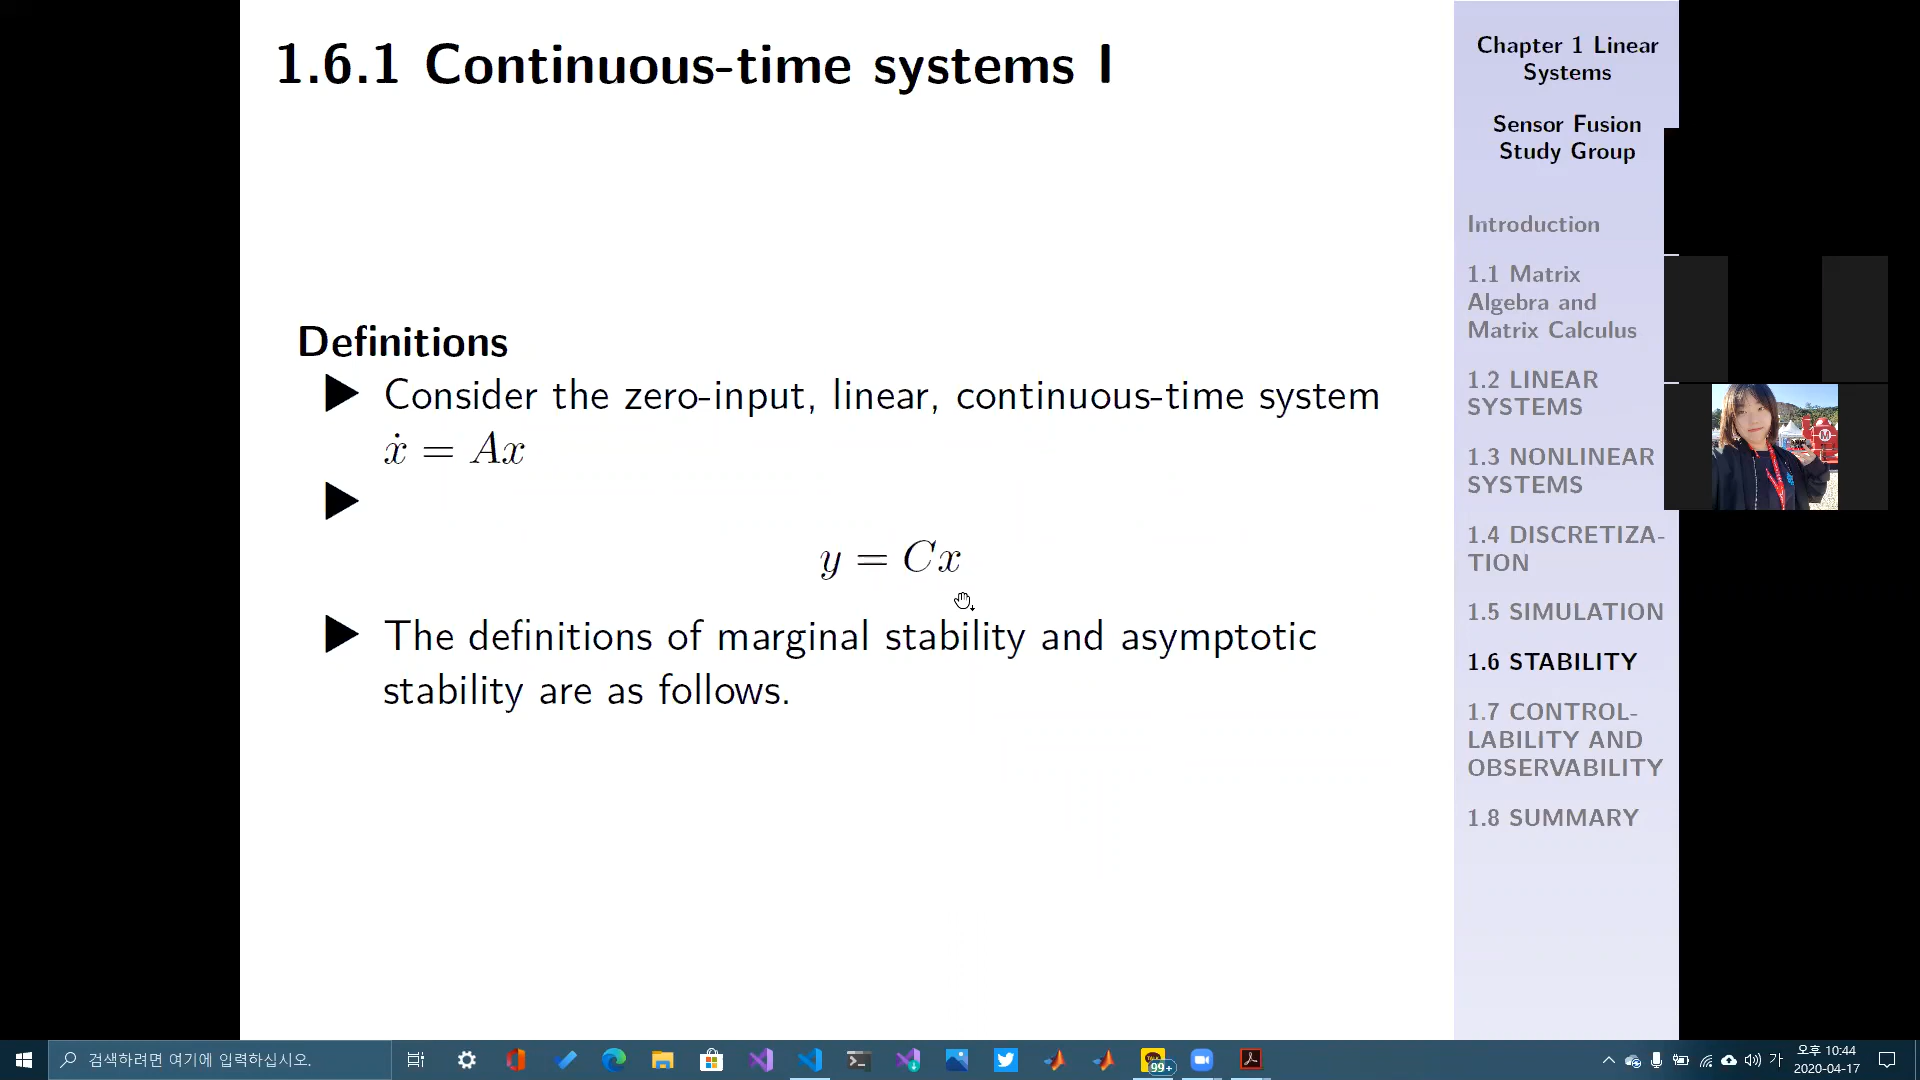 1.6.1 Continuous-time systems I
Definitions
Consider the zero-input, linear, continuous-time system
ẋ = Ax
y = Cx
The definitions of marginal stability and asymptotic
stability are as follows.
Chapter 1 Linear
Systems
Sensor Fusion
Study Group
Introduction
1.1 Matrix
Algebra and
Matrix Calculus
1.2 LINEAR
SYSTEMS
1.3 NONLINEAR
SYSTEMS
1.4 DISCRETIZA-
TION
1.5 SIMULATION
1.6 STABILITY
1.7 CONTROL-
LABILITY AND
OBSERVABILITY
1.8 SUMMARY
M
검색하려면 여기에 입력하십시오.
99+
가
오후 10:44
2020-04-17